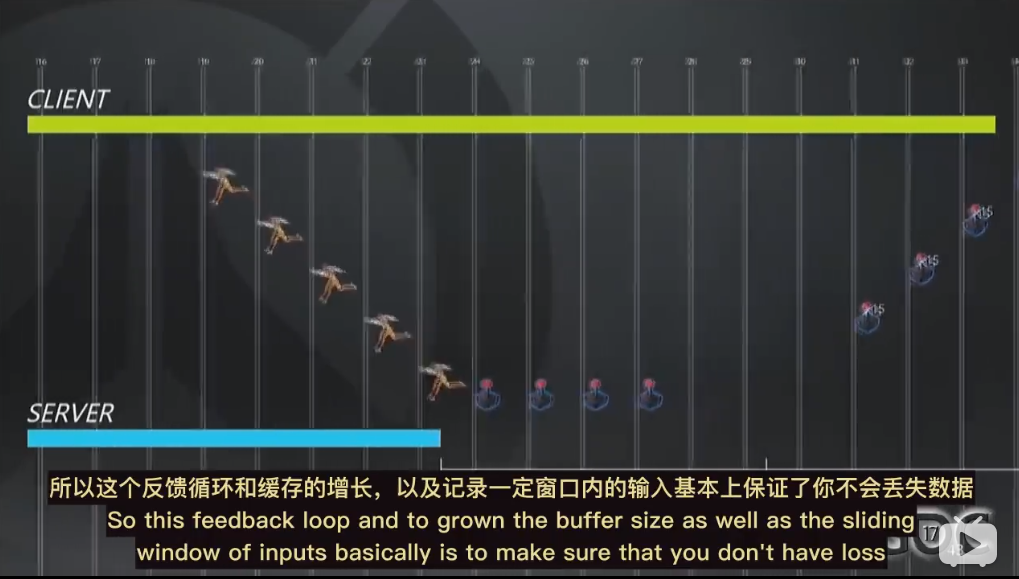 16 17 18 19 20 21 22 23 24 25 26 27 28 29 30 31 32 33
CLIENT
x15
x15
x15
SERVER
所以这个反馈循环和缓存的增长，以及记录一定窗口内的输入基本上保证了你不会丢失数据
So this feedback loop and to grown the buffer size as well as the sliding
window of inputs basically is to make sure that you don't have loss
17